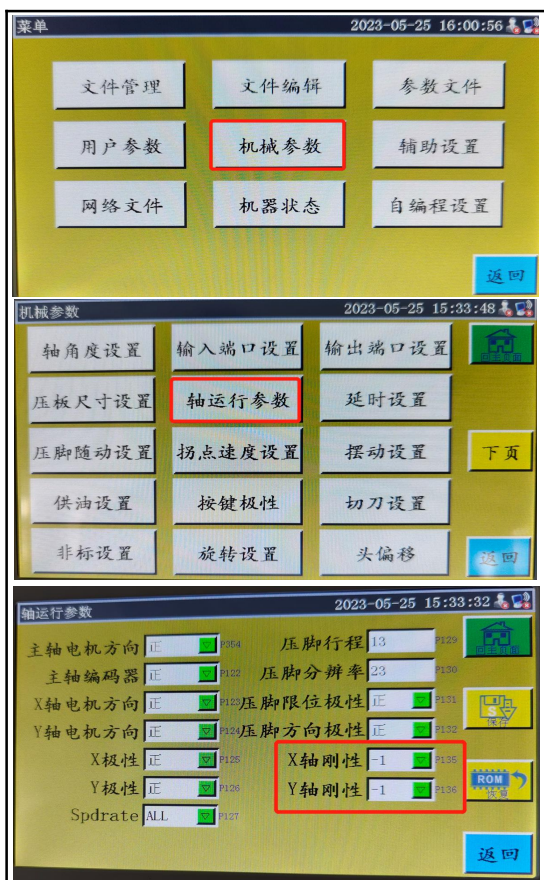 菜单 2023-05-25 16:00:56
文件管理 文件编辑 参数文件
用户参数 机械参数 辅助设置
网络文件 机器状态 自编程设置
返回
机械参数 2023-05-25 15:33:48
轴角度设置 输入端口设置 输出端口设置 回主页面
压板尺寸设置 轴运行参数 延时设置
压脚随动设置 拐点速度设置 摆动设置 下页
供油设置 按键极性 切刀设置
非标设置 旋转设置 头偏移 返回
轴运行参数 2023-05-25 15:33:32
主轴电机方向 正 P354 压脚行程 13 P129 回主页面
主轴编码器 正 P122 压脚分辨率 23 P130
X轴电机方向 正 P123 压脚限位极性 正 P131 保存
Y轴电机方向 正 P124 压脚方向极性 正 P132
X极性 正 P125 X轴刚性 -1 P135
Y极性 正 P126 Y轴刚性 -1 P136 ROM 恢复
Spdrate ALL P127
返回